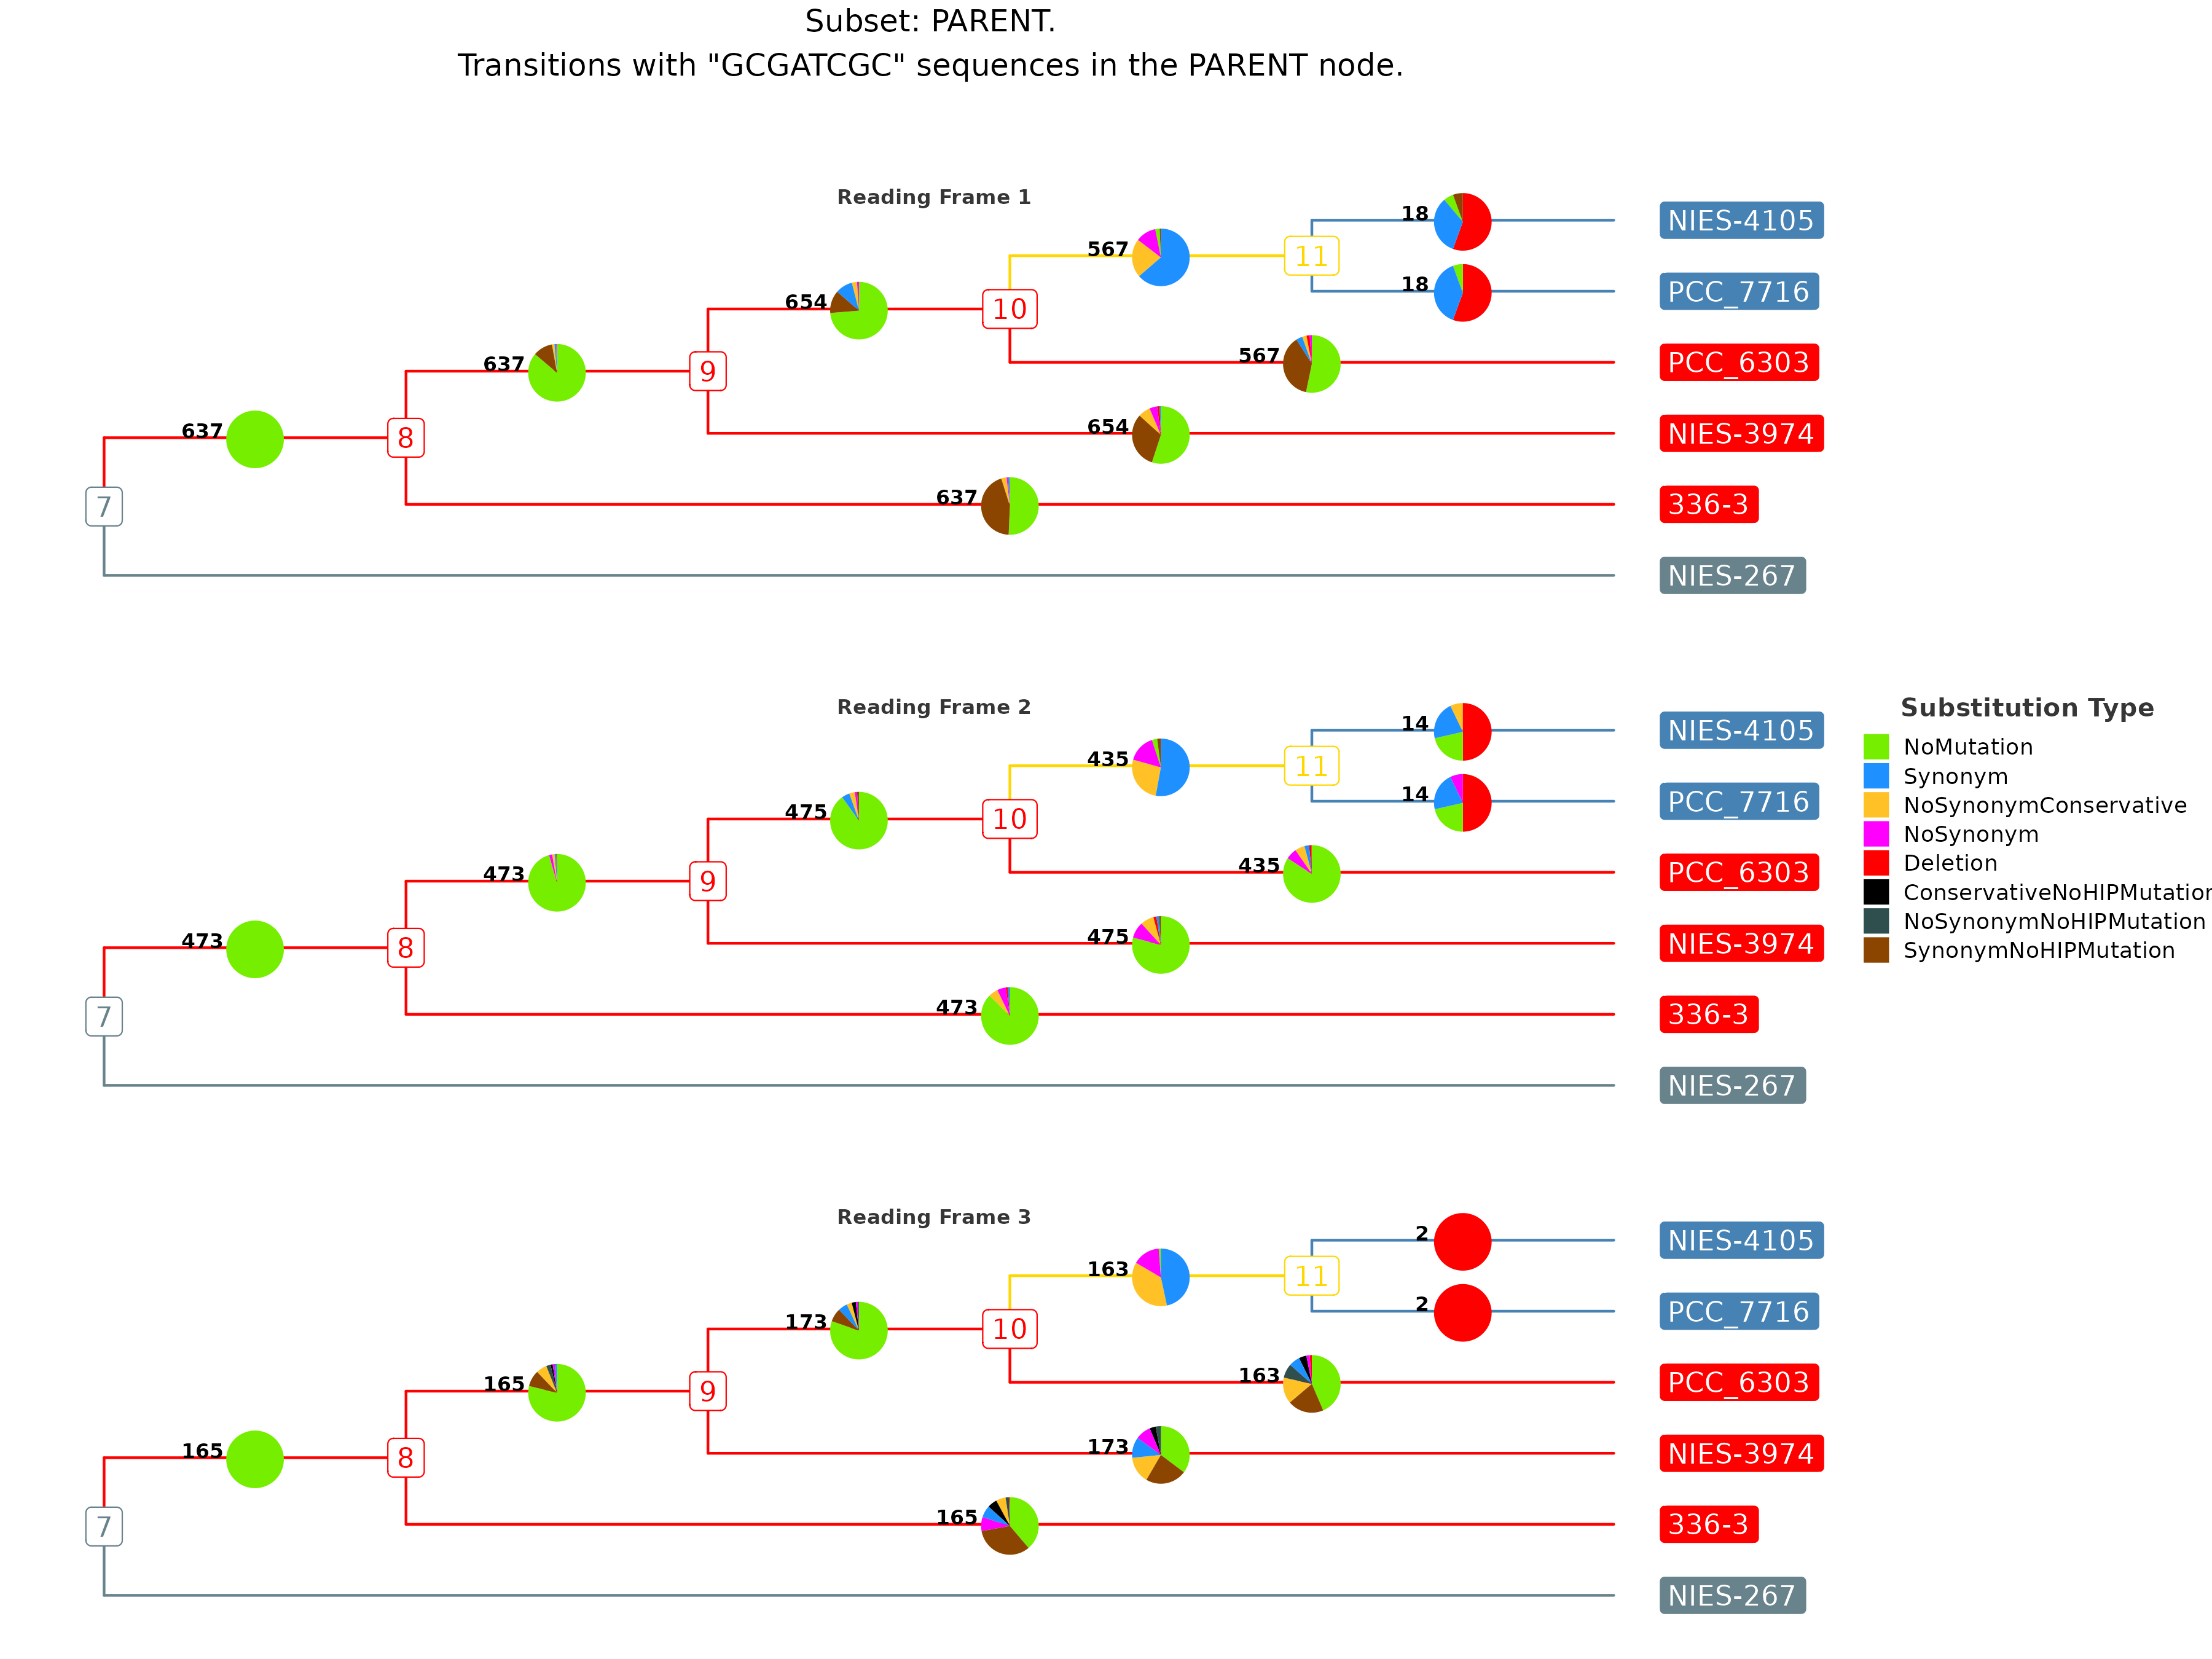 Subset: PARENT.
Transitions with "GCGATCGC" sequences in the PARENT node.
Reading Frame 1
18
NIES-4105
567
11
18
PCC_7716
654
10
567
PCC_6303
637
9
654
NIES-3974
637
8
637
336-3
7
NIES-267
Reading Frame 2
14
NIES-4105
435
11
14
PCC_7716
475
10
435
PCC_6303
473
9
475
NIES-3974
473
8
473
336-3
7
NIES-267
Substitution Type
NoMutation
Synonym
NoSynonymConservative
NoSynonym
Deletion
ConservativeNoHIPMutation
NoSynonymNoHIPMutation
SynonymNoHIPMutation
Reading Frame 3
2
NIES-4105
163
11
2
PCC_7716
173
10
163
PCC_6303
165
9
173
NIES-3974
165
8
165
336-3
7
NIES-267